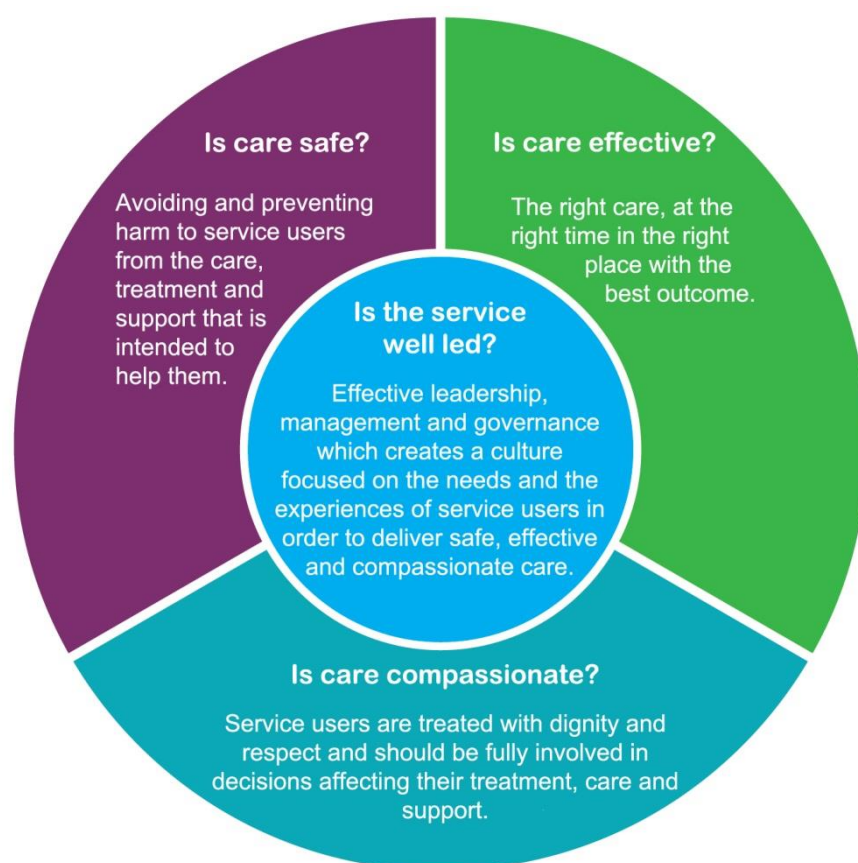 Is care safe?
Avoiding and preventing
harm to service users
from the care,
treatment and
support that is
intended to
help them.
Is care effective?
The right care, at the
right time in the right
place with the
best outcome.
Is the service
well led?
Effective leadership,
management and governance
which creates a culture
focused on the needs and the
experiences of service users in
order to deliver safe, effective
and compassionate care.
Is care compassionate?
Service users are treated with dignity and
respect and should be fully involved in
decisions affecting their treatment, care and
support.